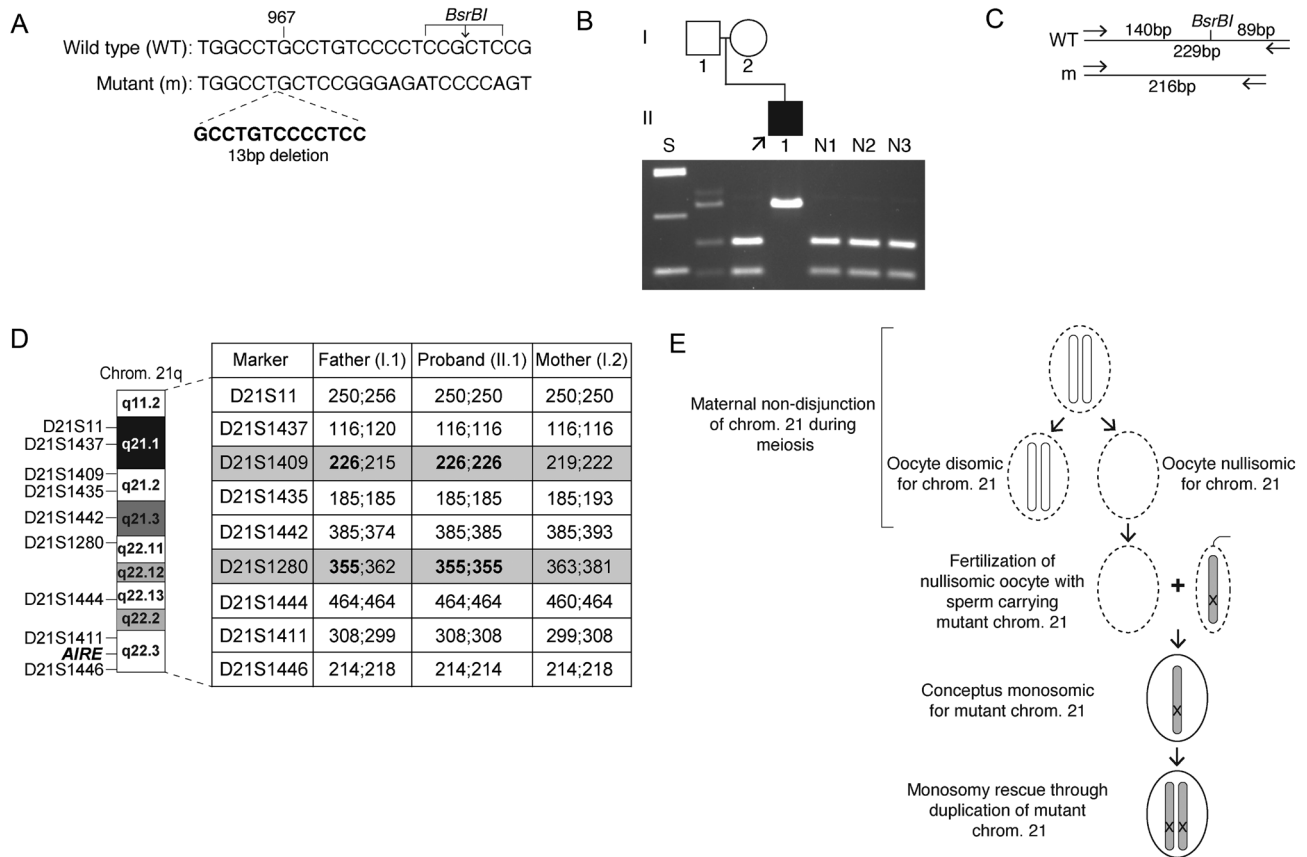 A
967
BsrBI
Wild type (WT): TGGCCTGCCTGTCCCCTCCGCTCCG
Mutant (m): TGGCCTGCTCCGGGAGATCCCCAGT
GCCTGTCCCCTCC
13bp deletion
B
I
1 2
II
S 1 N1 N2 N3
C
BsrBI
WT 140bp 89bp
229bp
m
216bp
D
Chrom. 21q
q11.2
D21S11
D21S1437
q21.1
D21S1409
D21S1435
q21.2
D21S1442
q21.3
D21S1280
q22.11
q22.12
D21S1444
q22.13
q22.2
D21S1411
AIRE
q22.3
D21S1446
Marker Father (I.1) Proband (II.1) Mother (I.2)
D21S11 250;256 250;250 250;250
D21S1437 116;120 116;116 116;116
D21S1409 226;215 226;226 219;222
D21S1435 185;185 185;185 185;193
D21S1442 385;374 385;385 385;393
D21S1280 355;362 355;355 363;381
D21S1444 464;464 464;464 460;464
D21S1411 308;299 308;308 299;308
D21S1446 214;218 214;214 214;218
E
Maternal non-disjunction
of chrom. 21 during
meiosis
Oocyte disomic
for chrom. 21
Oocyte nullisomic
for chrom. 21
Fertilization of
nullisomic oocyte with
sperm carrying
mutant chrom. 21
+
X
Conceptus monosomic
for mutant chrom. 21
X
Monosomy rescue through
duplication of mutant
chrom. 21
X X